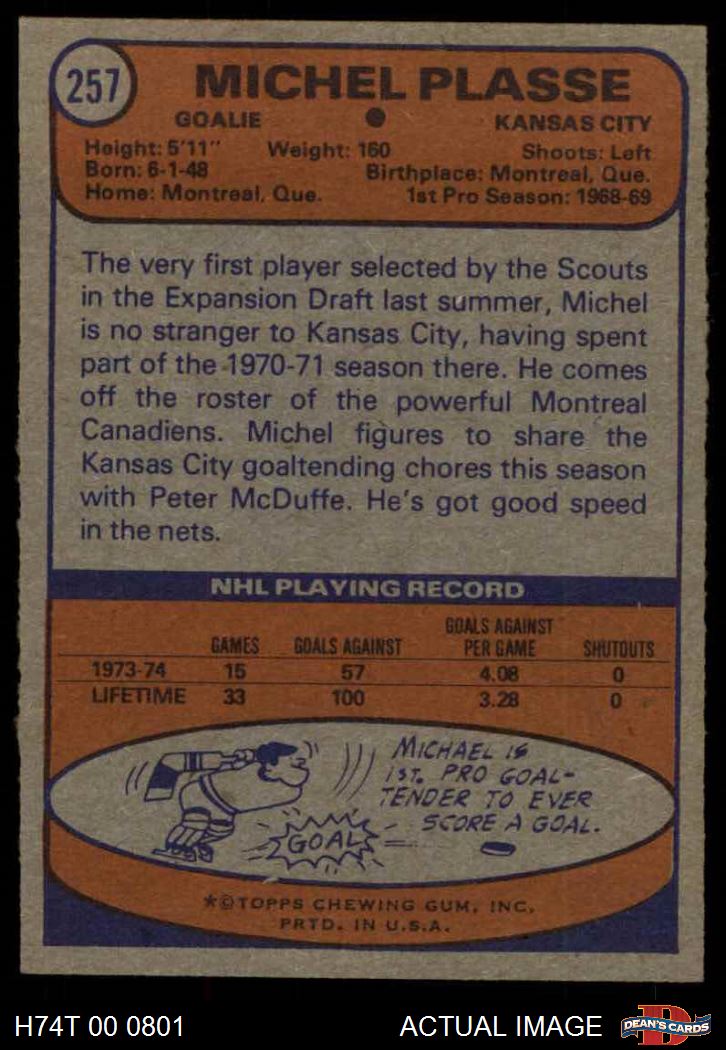 257
MICHEL PLASSE
GOALIE
KANSAS CITY
Height: 5'11" Weight: 160 Shoots: Left
Born: 6-1-48 Birthplace: Montreal, Que.
Home: Montreal, Que. 1st Pro Season: 1968-69
The very first player selected by the Scouts
in the Expansion Draft last summer, Michel
is no stranger to Kansas City, having spent
part of the 1970-71 season there. He comes
off the roster of the powerful Montreal
Canadiens. Michel figures to share the
Kansas City goaltending chores this season
with Peter McDuffe. He's got good speed
in the nets.
NHL PLAYING RECORD
GAMES GOALS AGAINST GOALS AGAINST PER GAME SHUTOUTS
1973-74 15 57 4.08 0
LIFETIME 33 100 3.28 0
MICHAEL IS
1ST. PRO GOAL-
TENDER TO EVER
SCORE A GOAL.
GOAL
*©TOPPS CHEWING GUM, INC.
PRTD. IN U.S.A.
H74T 00 0801 ACTUAL IMAGE
D
DEAN'S CARDS